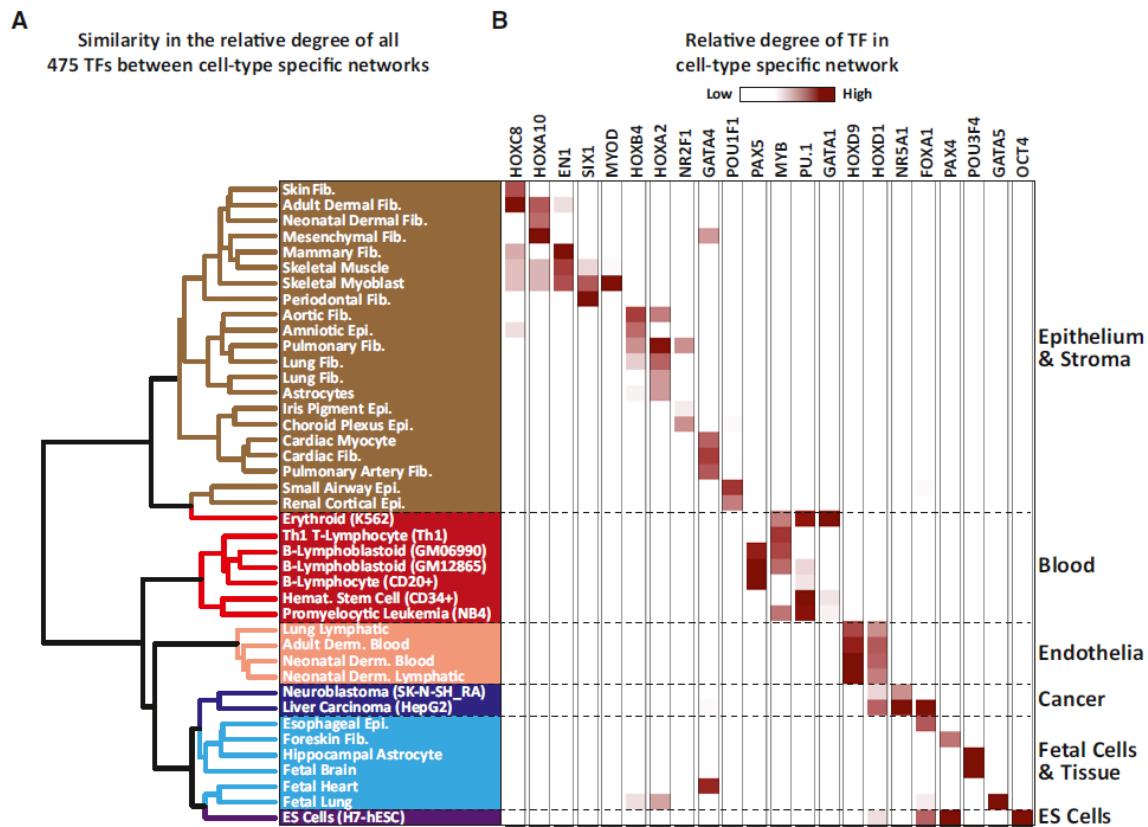 A
Similarity in the relative degree of all
475 TFs between cell-type specific networks
B
Relative degree of TF in
cell-type specific network
Low
High
HOXC8
HOXA10
EN1
SIX1
MYOD
HOXB4
HOXA2
NR2F1
GATA4
POU1F1
PAX5
MYB
PU.1
GATA1
HOXD9
HOXD1
NR5A1
FOXA1
PAX4
POU3F4
GATA5
OCT4
Skin Fib.
Adult Dermal Fib.
Neonatal Dermal Fib.
Mesenchymal Fib.
Mammary Fib.
Skeletal Muscle
Skeletal Myoblast
Periodontal Fib.
Aortic Fib.
Amniotic Epi.
Pulmonary Fib.
Lung Fib.
Lung Fib.
Astrocytes
Iris Pigment Epi.
Choroid Plexus Epi.
Cardiac Myocyte
Cardiac Fib.
Pulmonary Artery Fib.
Small Airway Epi.
Renal Cortical Epi.
Erythroid (K562)
Th1 T-Lymphocyte (Th1)
B-Lymphoblastoid (GM06990)
B-Lymphoblastoid (GM12865)
B-Lymphocyte (CD20+)
Hemat. Stem Cell (CD34+)
Promyelocytic Leukemia (NB4)
Lung Lymphatic
Adult Derm. Blood
Neonatal Derm. Blood
Neonatal Derm. Lymphatic
Neuroblastoma (SK-N-SH_RA)
Liver Carcinoma (HepG2)
Esophageal Epi.
Foreskin Fib.
Hippocampal Astrocyte
Fetal Brain
Fetal Heart
Fetal Lung
ES Cells (H7-hESC)
Epithelium
& Stroma
Blood
Endothelia
Cancer
Fetal Cells
& Tissue
ES Cells